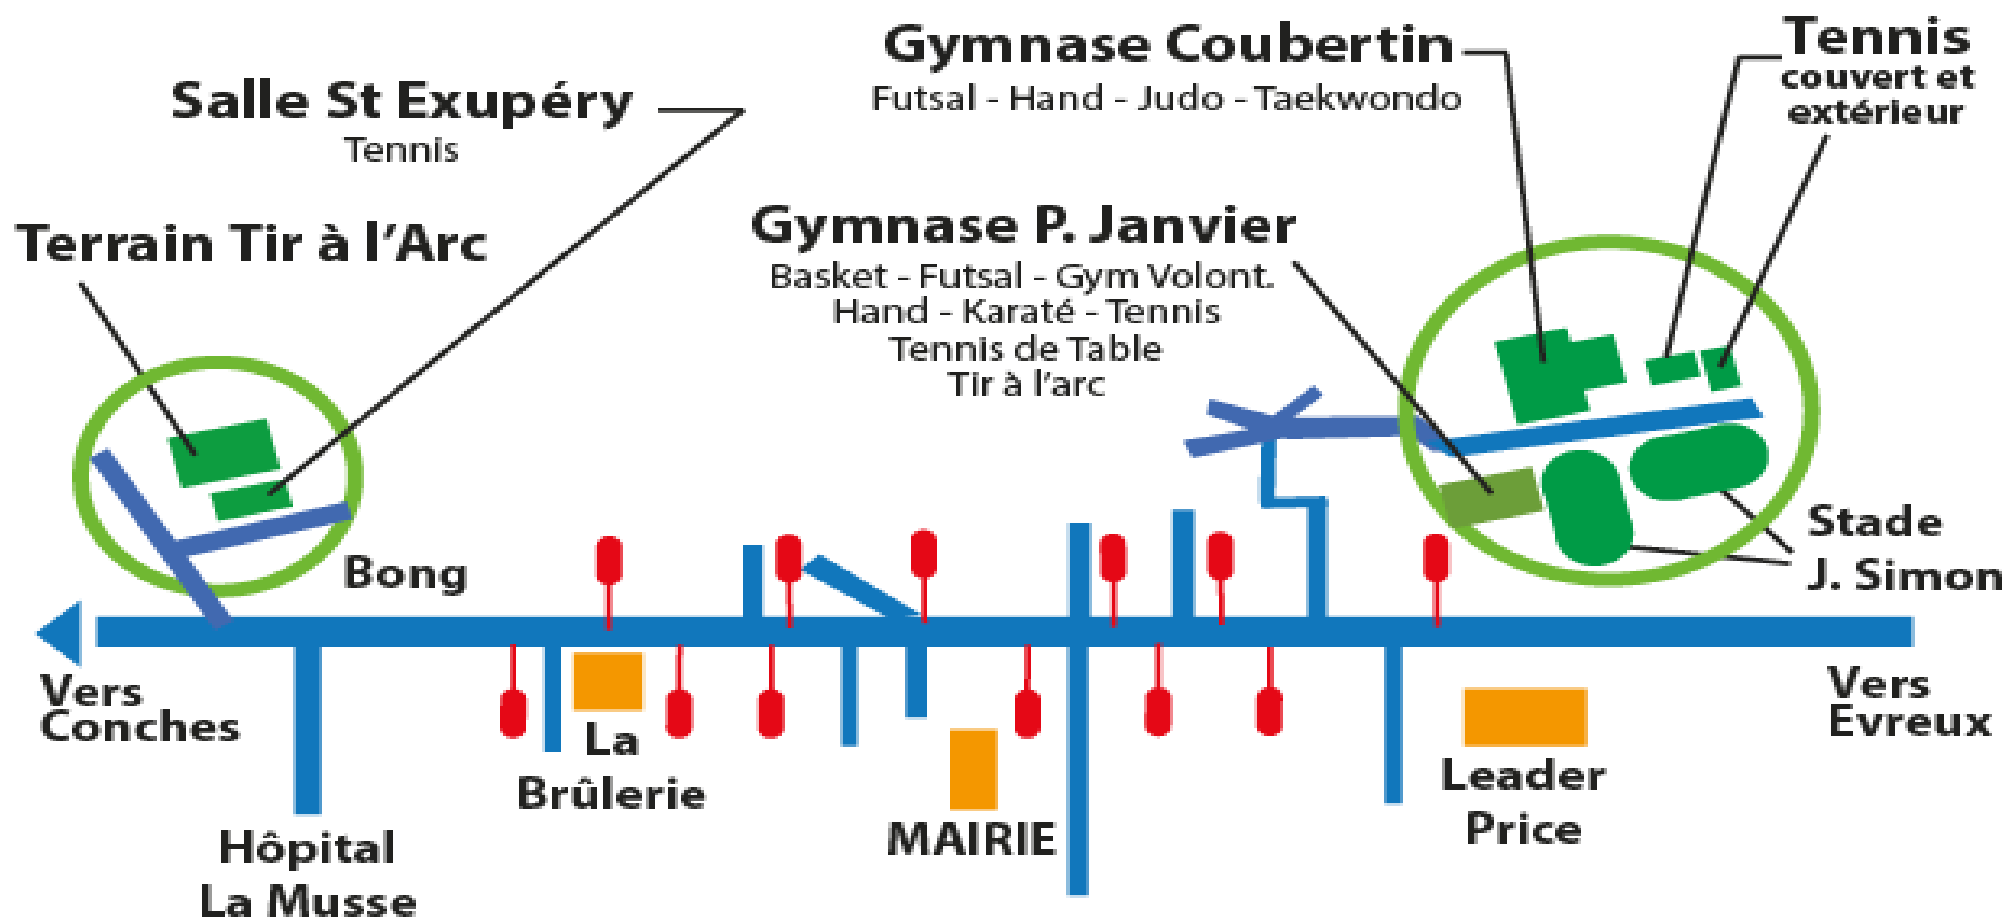 Gymnase Coubertin
Futsal - Hand - Judo - Taekwondo
Tennis
couvert et
extérieur
Salle St Exupéry
Tennis
Terrain Tir à l'Arc
Gymnase P. Janvier
Basket - Futsal - Gym Volont.
Hand - Karaté - Tennis
Tennis de Table
Tir à l'arc
Stade
J. Simon
Bong
Vers
Conches
Vers
Evreux
La
Brûlerie
MAIRIE
Leader
Price
Hôpital
La Musse